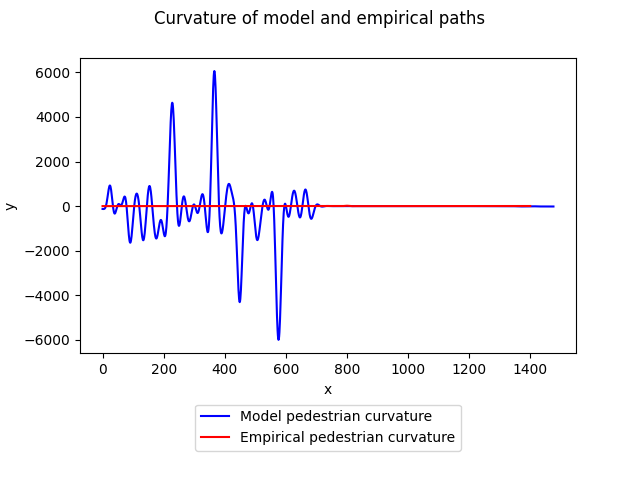 Curvature of model and empirical paths
6000
4000
2000
0
−2000
−4000
−6000
y
0 200 400 600 800 1000 1200 1400
x
Model pedestrian curvature
Empirical pedestrian curvature